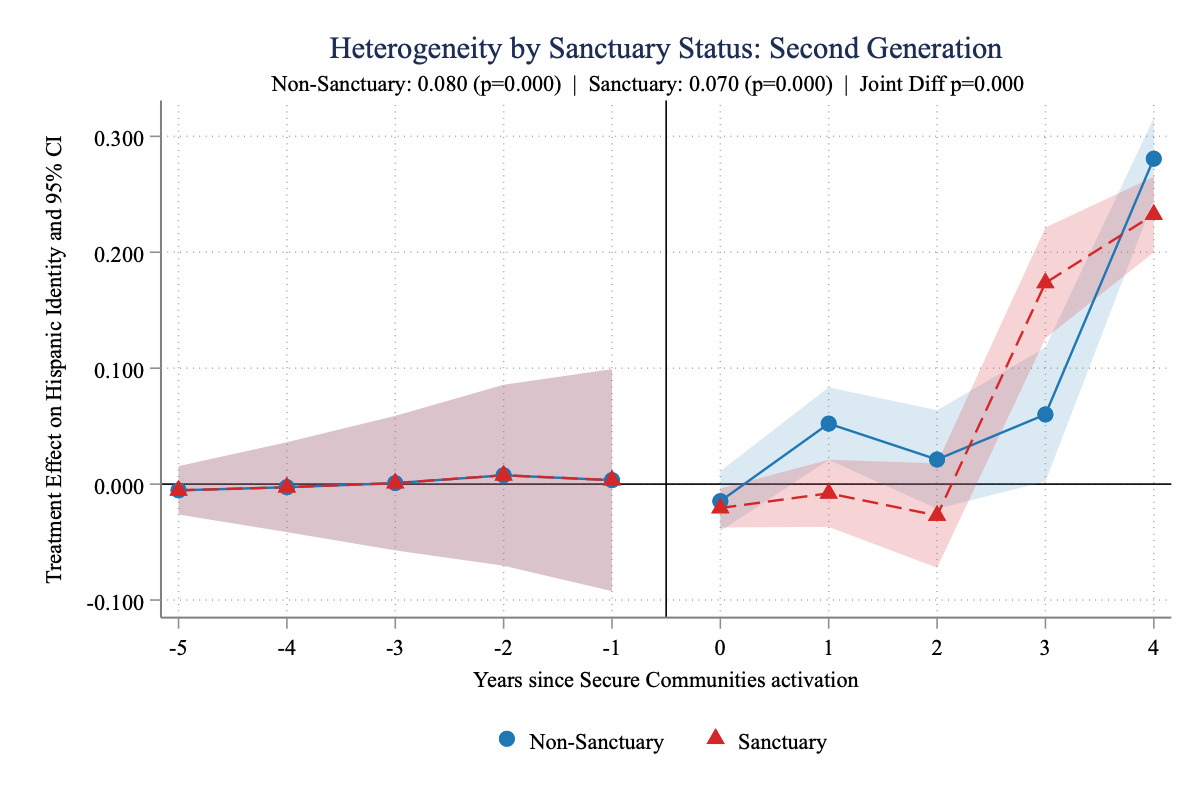 Heterogeneity by Sanctuary Status: Second Generation
Non-Sanctuary: 0.080 (p=0.000) | Sanctuary: 0.070 (p=0.000) | Joint Diff p=0.000
Treatment Effect on Hispanic Identity and 95% CI
0.300
0.200
0.100
0.000
-0.100
-5 -4 -3 -2 -1 0 1 2 3 4
Years since Secure Communities activation
Non-Sanctuary Sanctuary